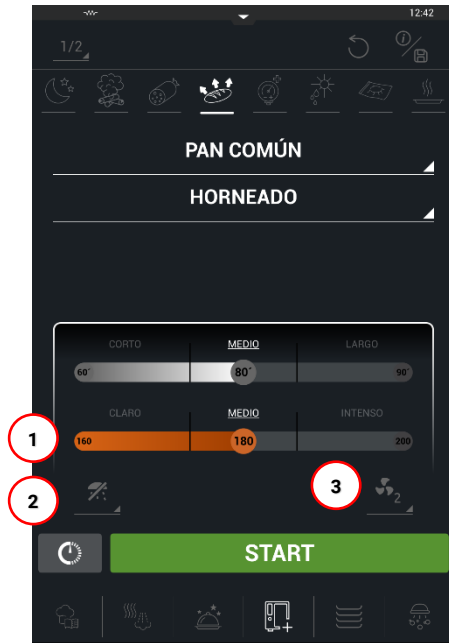 12:42
1/2
PAN COMÚN
HORNEADO
CORTO MEDIO LARGO
60' 80' 90'
CLARO MEDIO INTENSO
1 160 180 200
2 3 2
START